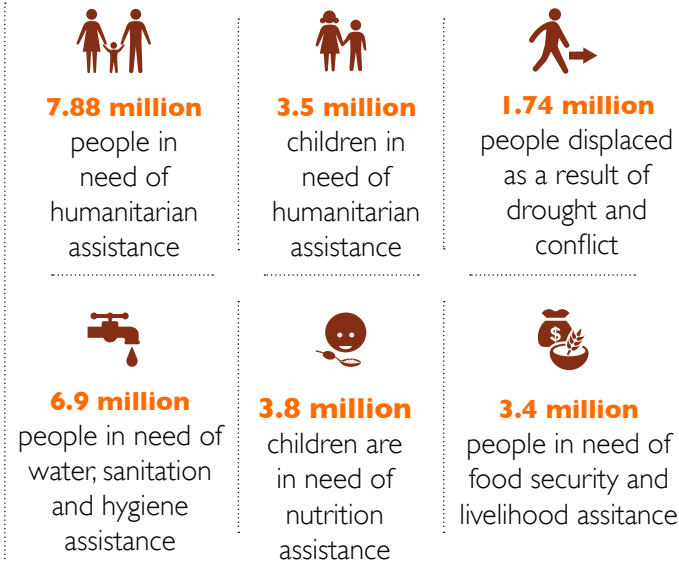 7.88 million
people in
need of
humanitarian
assistance
3.5 million
children in
need of
humanitarian
assistance
1.74 million
people displaced
as a result of
drought and
conflict
6.9 million
people in need of
water, sanitation
and hygiene
assistance
3.8 million
children are
in need of
nutrition
assistance
$
3.4 million
people in need of
food security and
livelihood assitance